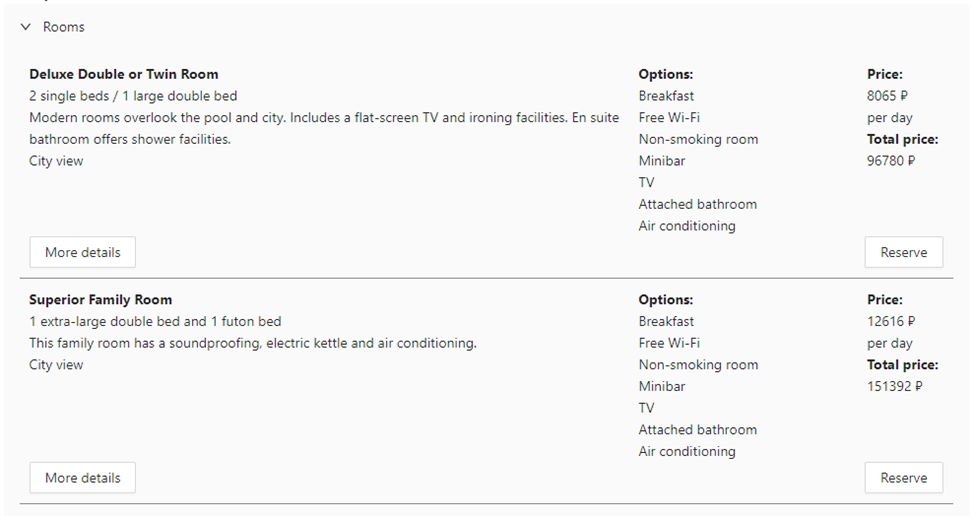 Rooms
Deluxe Double or Twin Room
2 single beds / 1 large double bed
Modern rooms overlook the pool and city. Includes a flat-screen TV and ironing facilities. En suite
bathroom offers shower facilities.
City view
Options:
Breakfast
Free Wi-Fi
Non-smoking room
Minibar
TV
Attached bathroom
Air conditioning
Price:
8065 ₽
per day
Total price:
96780 ₽
More details
Reserve
Superior Family Room
1 extra-large double bed and 1 futon bed
This family room has a soundproofing, electric kettle and air conditioning.
City view
Options:
Breakfast
Free Wi-Fi
Non-smoking room
Minibar
TV
Attached bathroom
Air conditioning
Price:
12616 ₽
per day
Total price:
151392 ₽
More details
Reserve